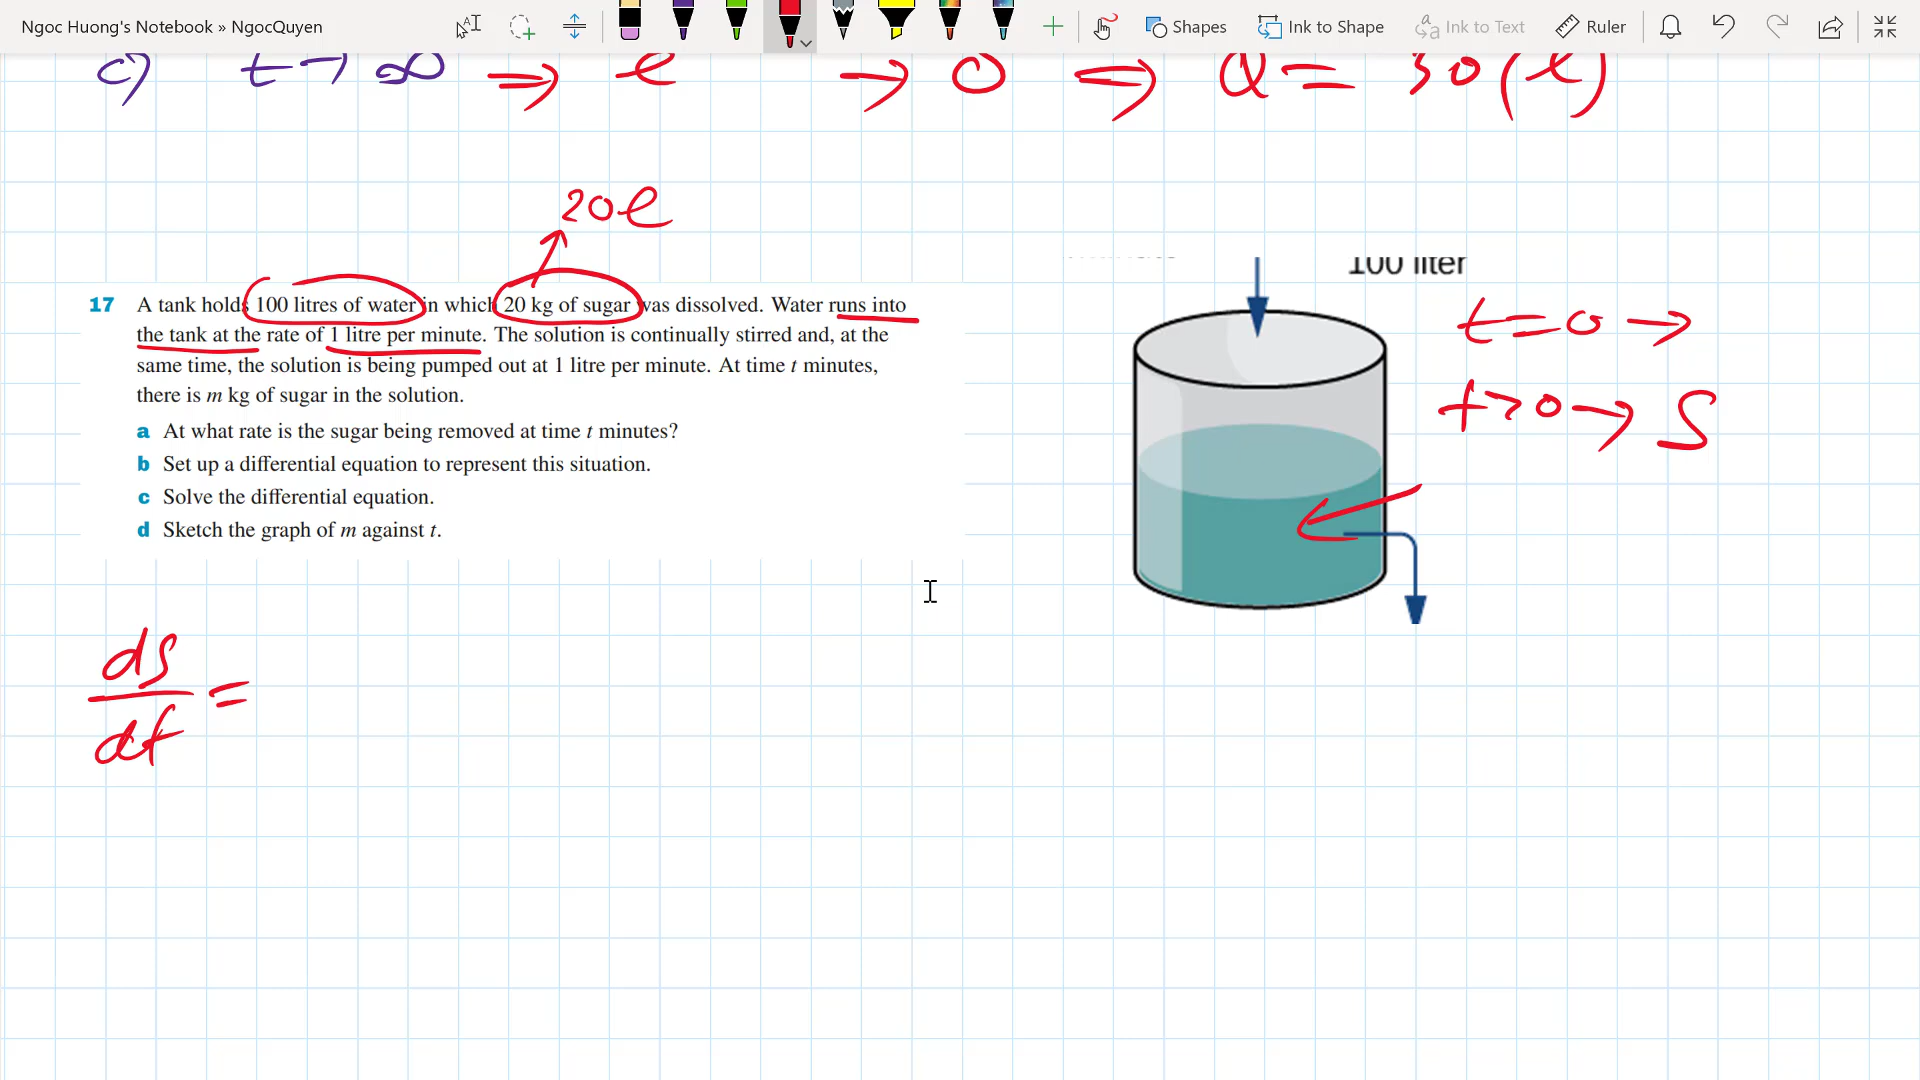 Ngoc Huong's Notebook » NgocQuyen
Shapes
Ink to Shape
Ink to Text
Ruler
c) t → ∞ ⇒ e → 0 ⇒ Q = 30 (l)
20 l
100 liter
17 A tank holds 100 litres of water in which 20 kg of sugar was dissolved. Water runs into
the tank at the rate of 1 litre per minute. The solution is continually stirred and, at the
same time, the solution is being pumped out at 1 litre per minute. At time t minutes,
there is m kg of sugar in the solution.
a At what rate is the sugar being removed at time t minutes?
b Set up a differential equation to represent this situation.
c Solve the differential equation.
d Sketch the graph of m against t.
t = 0 →
t > 0 → S
dS/dt =